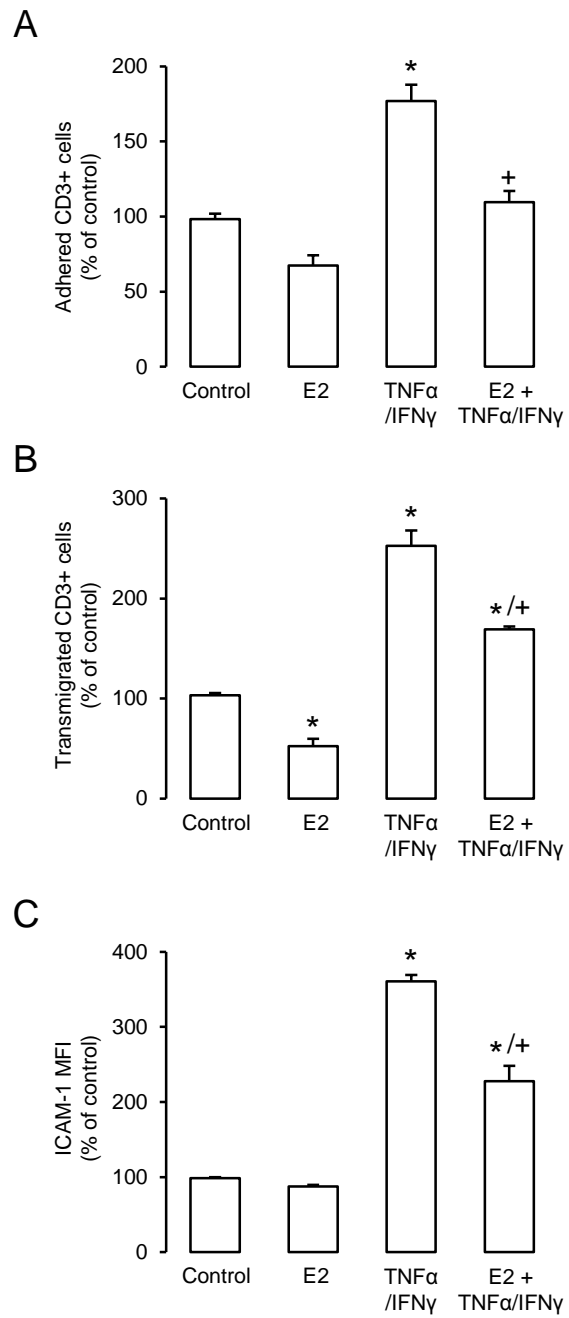 A
Adhered CD3+ cells
(% of control)
200
150
100
50
0
*
+
Control
E2
TNFα
/IFNγ
E2 +
TNFα/IFNγ
B
Transmigrated CD3+ cells
(% of control)
300
200
100
0
*
*
* /+
Control
E2
TNFα
/IFNγ
E2 +
TNFα/IFNγ
C
ICAM-1 MFI
(% of control)
400
300
200
100
0
*
* /+
Control
E2
TNFα
/IFNγ
E2 +
TNFα/IFNγ